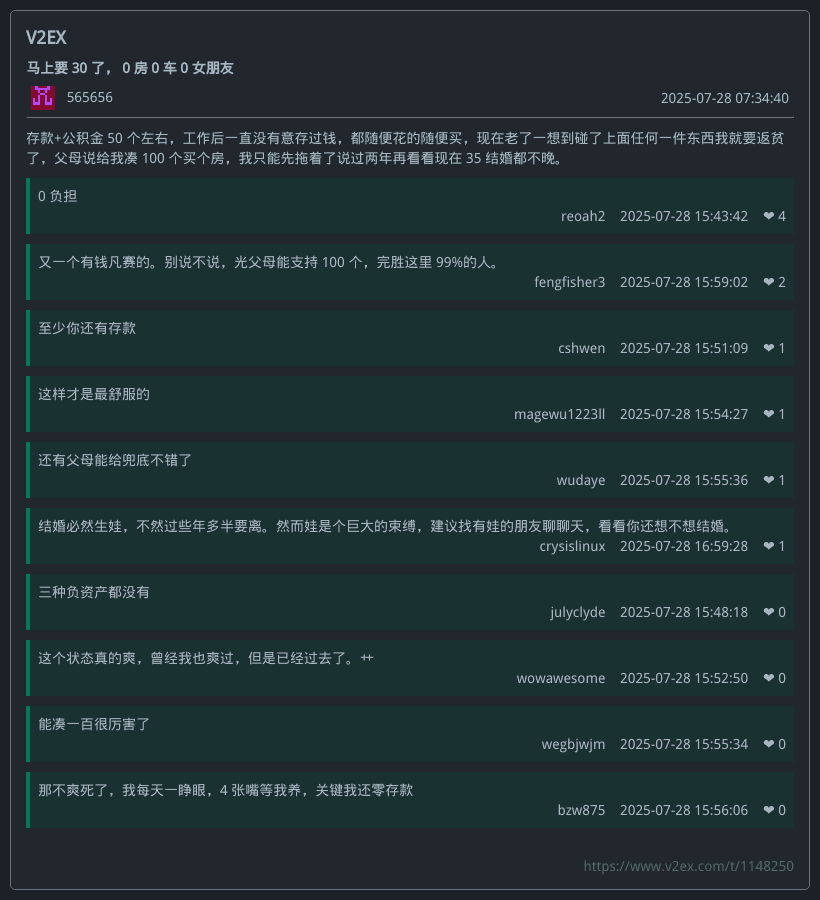 V2EX
马上要 30 了， 0 房 0 车 0 女朋友
565656
2025-07-28 07:34:40
存款+公积金 50 个左右，工作后一直没有意存过钱，都随便花的随便买，现在老了一想到碰了上面任何一件东西我就要返贫
了，父母说给我凑 100 个买个房，我只能先拖着了说过两年再看看现在 35 结婚都不晚。
0 负担
reoah2 2025-07-28 15:43:42 ❤ 4
又一个有钱凡赛的。别说不说，光父母能支持 100 个，完胜这里 99%的人。
fengfisher3 2025-07-28 15:59:02 ❤ 2
至少你还有存款
cshwen 2025-07-28 15:51:09 ❤ 1
这样才是最舒服的
magewu1223ll 2025-07-28 15:54:27 ❤ 1
还有父母能给兜底不错了
wudaye 2025-07-28 15:55:36 ❤ 1
结婚必然生娃，不然过些年多半要离。然而娃是个巨大的束缚，建议找有娃的朋友聊聊天，看看你还想不想结婚。
crysislinux 2025-07-28 16:59:28 ❤ 1
三种负资产都没有
julyclyde 2025-07-28 15:48:18 ❤ 0
这个状态真的爽，曾经我也爽过，但是已经过去了。艹
wowawesome 2025-07-28 15:52:50 ❤ 0
能凑一百很厉害了
wegbjwjm 2025-07-28 15:55:34 ❤ 0
那不爽死了，我每天一睁眼，4 张嘴等我养，关键我还零存款
bzw875 2025-07-28 15:56:06 ❤ 0
https://www.v2ex.com/t/1148250